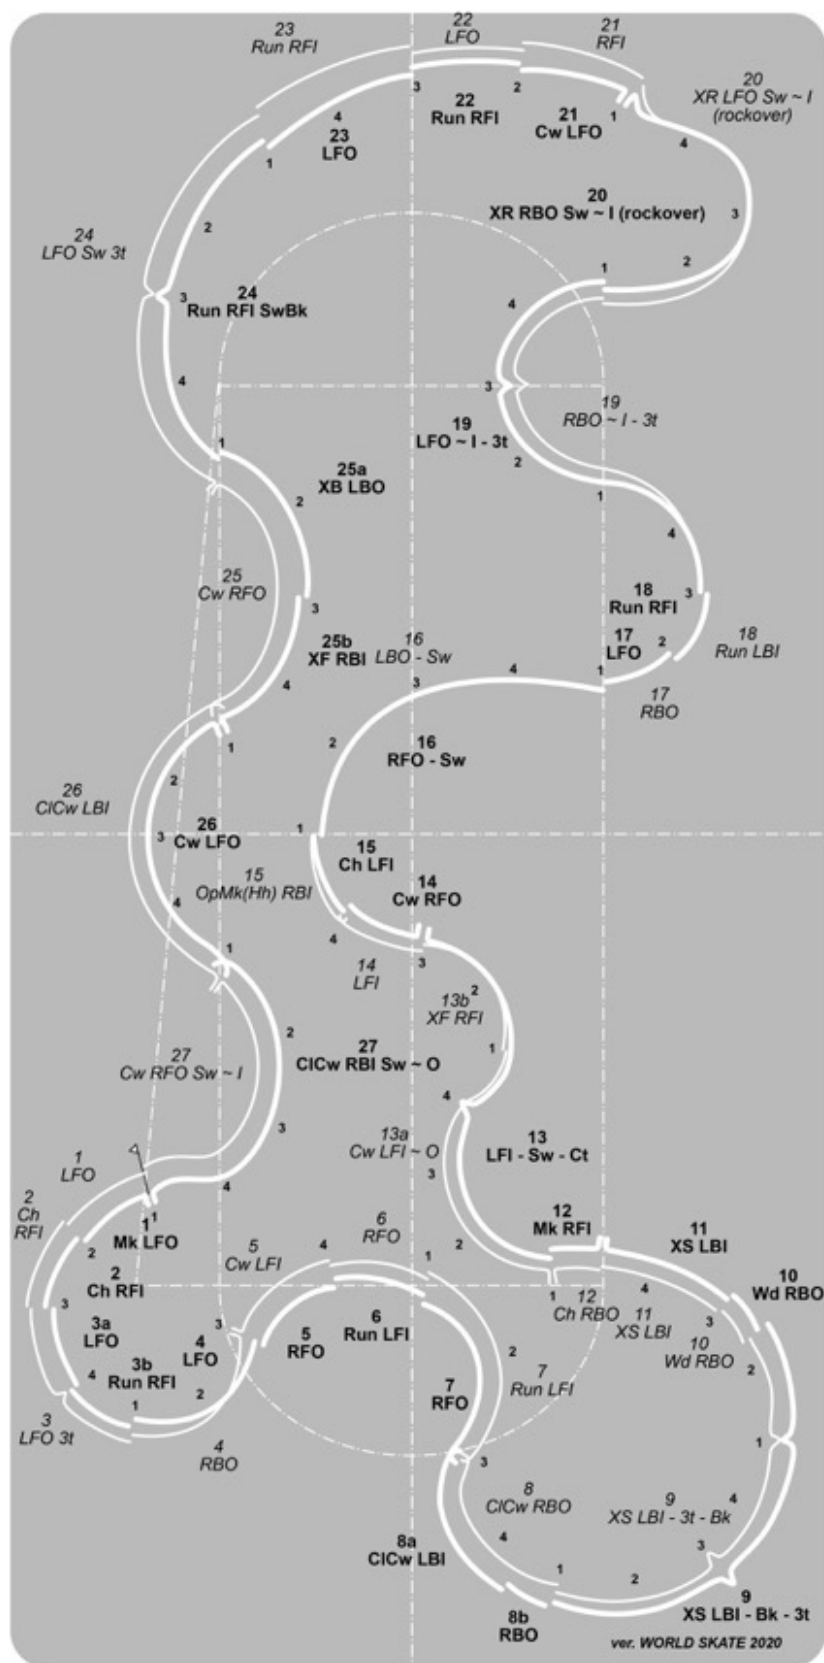 23
Run RFI
22
LFO
21
RFI
20
XR LFO Sw ~ I
(rockover)
3
2
4
22
Run RFI
21
Cw LFO
1
23
LFO
1
4
20
XR RBO Sw ~ I (rockover)
3
2
24
LFO Sw 3t
3
24
Run RFI SwBk
1
2
4
4
3
19
RBO ~ I - 3t
19
LFO ~ I - 3t
2
1
1
25a
XB LBO
2
4
25
Cw RFO
3
18
Run RFI
3
17
LFO
2
18
Run LBI
25b
XF RBI
16
LBO - Sw
4
3
4
1
17
RBO
1
2
16
RFO - Sw
2
26
ClCw LBI
3
26
Cw LFO
1
15
Ch LFI
15
OpMk(Hh) RBI
14
Cw RFO
4
4
3
1
14
LFI
13b
XF RFI
2
1
2
27
ClCw RBI Sw ~ O
27
Cw RFO Sw ~ I
4
13a
Cw LFI ~ O
3
3
13
LFI - Sw - Ct
1
LFO
4
2
Ch
RFI
1
1
Mk LFO
12
Mk RFI
11
XS LBI
2
5
Cw LFI
4
6
RFO
1
2
2
Ch RFI
1
12
Ch RBO
4
11
XS LBI
10
Wd RBO
3
3a
LFO
3
4
LFO
5
RFO
6
Run LFI
3
10
Wd RBO
2
4
3b
Run RFI
2
1
7
RFO
2
7
Run LFI
3
LFO 3t
4
RBO
1
3
8
ClCw RBO
9
XS LBI - 3t - Bk
4
8a
ClCw LBI
4
3
1
2
8b
RBO
9
XS LBI - Bk - 3t
ver. WORLD SKATE 2020